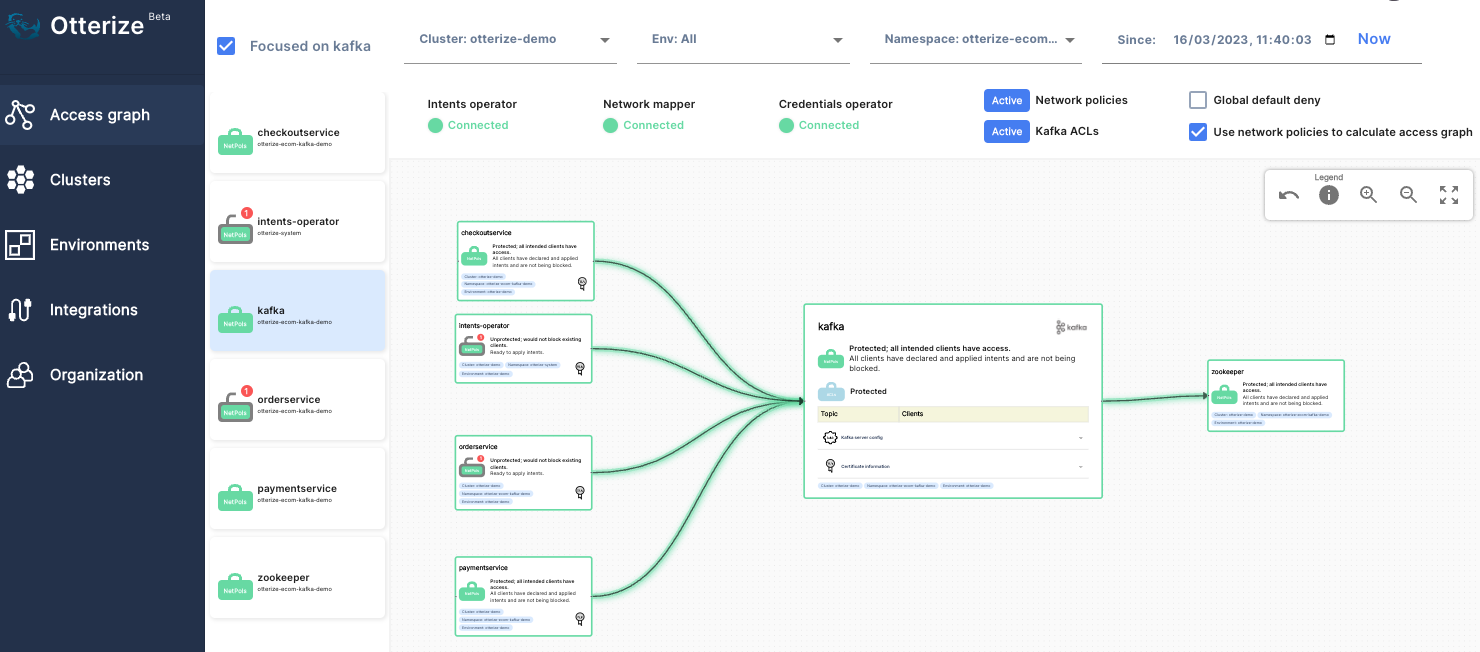 Otterize Beta
Focused on kafka
Cluster: otterize-demo
Env: All
Namespace: otterize-ecom...
Since: 16/03/2023, 11:40:03
Now
Access graph
Clusters
Environments
Integrations
Organization
checkoutservice
otterize-ecom-kafka-demo
NetPols
1
intents-operator
otterize-system
NetPols
kafka
otterize-ecom-kafka-demo
NetPols
1
orderservice
otterize-ecom-kafka-demo
NetPols
paymentservice
otterize-ecom-kafka-demo
NetPols
zookeeper
otterize-ecom-kafka-demo
NetPols
Intents operator
Connected
Network mapper
Connected
Credentials operator
Connected
Active Network policies
Active Kafka ACLs
Global default deny
Use network policies to calculate access graph
Legend
checkoutservice
Protected; all intended clients have
access.
All clients have declared and applied
intents and are not being blocked.
NetPols
Cluster: otterize-demo
Namespace: otterize-ecom-kafka-demo
Environment: otterize-demo
intents-operator
1
Unprotected; would not block existing
clients.
Ready to apply intents.
NetPols
Cluster: otterize-demo Namespace: otterize-system
Environment: otterize-demo
orderservice
1
Unprotected; would not block existing
clients.
Ready to apply intents.
NetPols
Cluster: otterize-demo
Namespace: otterize-ecom-kafka-demo
Environment: otterize-demo
paymentservice
Protected; all intended clients have
access.
All clients have declared and applied
intents and are not being blocked.
NetPols
Cluster: otterize-demo
Namespace: otterize-ecom-kafka-demo
Environment: otterize-demo
kafka
kafka
Protected; all intended clients have access.
All clients have declared and applied intents and are not being
blocked.
NetPols
Protected
Topic Clients
Kafka server config
Certificate information
Cluster: otterize-demo Namespace: otterize-ecom-kafka-demo Environment: otterize-demo
zookeeper
Protected; all intended clients have
access.
All clients have declared and applied
intents and are not being blocked.
NetPols
Cluster: otterize-demo Namespace: otterize-ecom-kafka-demo
Environment: otterize-demo